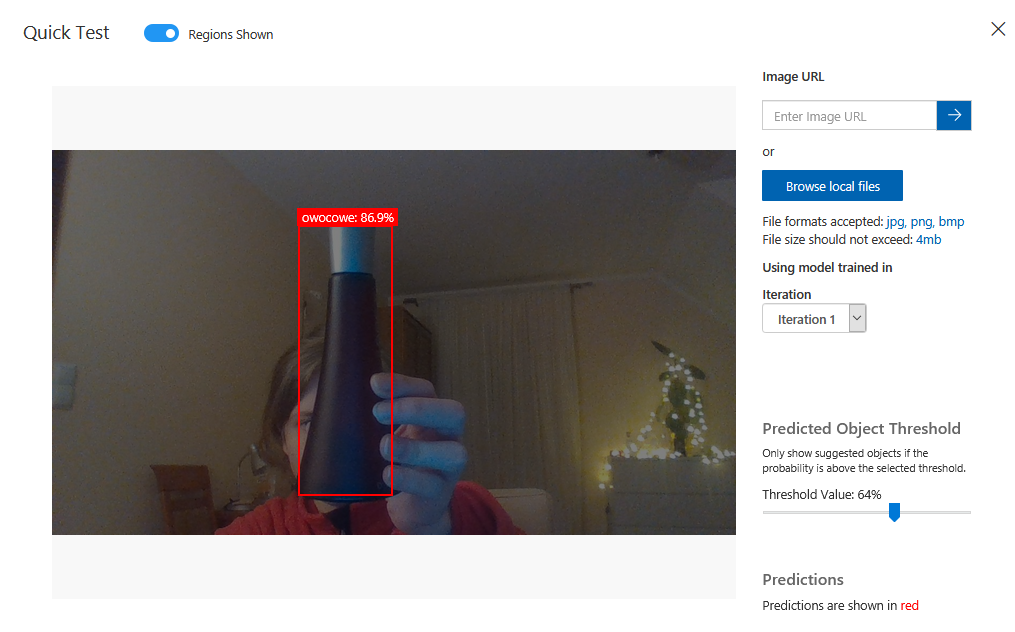 Quick Test
Regions Shown
owocowe: 86.9%
Image URL
Enter Image URL
or
Browse local files
File formats accepted: jpg, png, bmp
File size should not exceed: 4mb
Using model trained in
Iteration
Iteration 1
Predicted Object Threshold
Only show suggested objects if the
probability is above the selected threshold.
Threshold Value: 64%
Predictions
Predictions are shown in red